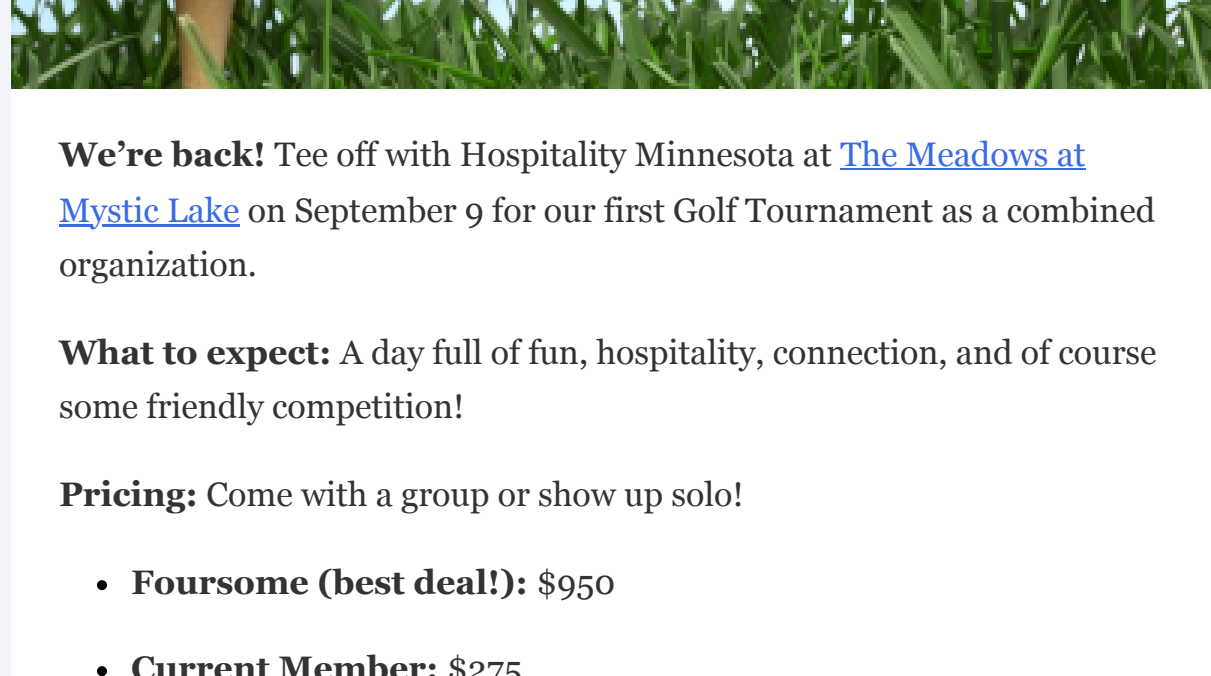 We’re back! Tee off with Hospitality Minnesota at The Meadows at
Mystic Lake on September 9 for our first Golf Tournament as a combined
organization.
What to expect: A day full of fun, hospitality, connection, and of course
some friendly competition!
Pricing: Come with a group or show up solo!
• Foursome (best deal!): $950
• Current Member: $275